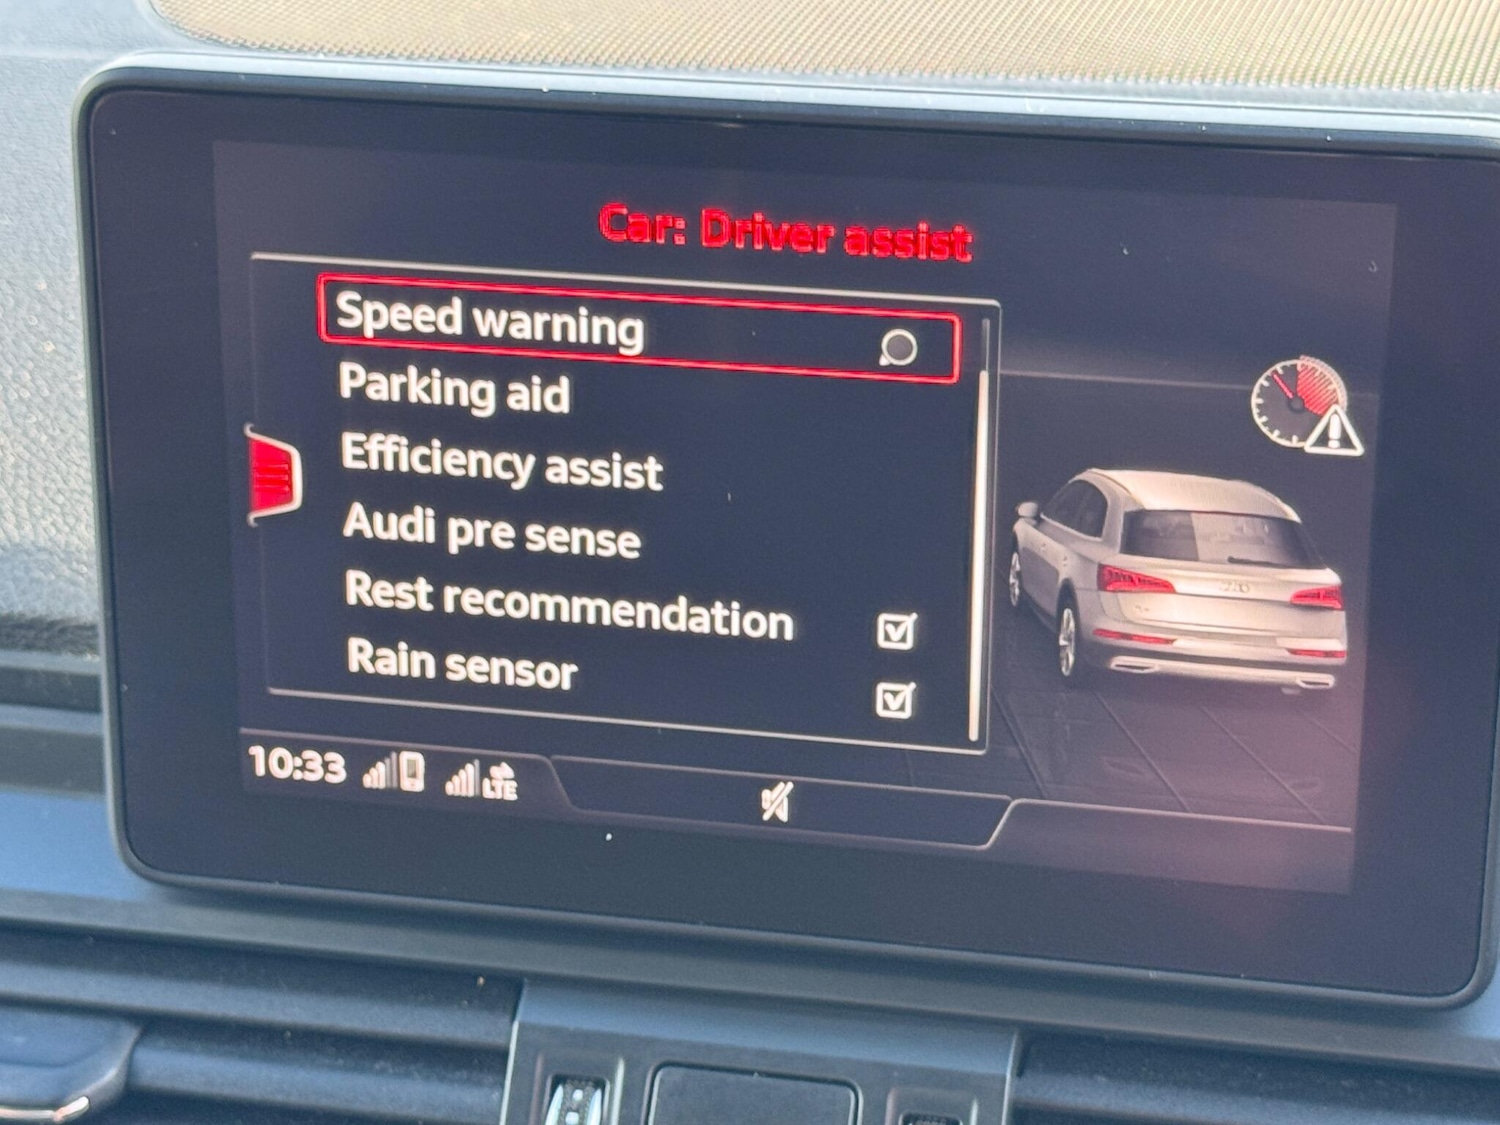 Car: Driver assist
Speed warning
Parking aid
Efficiency assist
Audi pre sense
Rest recommendation
Rain sensor
10:33
LTE